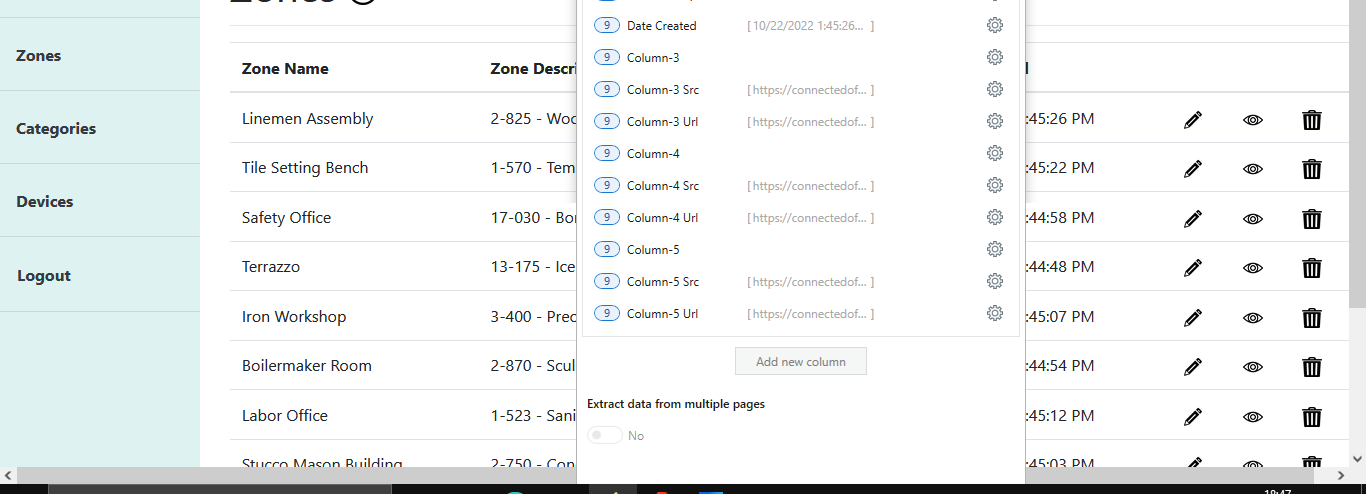 Zones
Categories
Devices
Logout
Zone Name
Zone Descri
Linemen Assembly
2-825 - Woo
:45:26 PM
Tile Setting Bench
1-570 - Tem
:45:22 PM
Safety Office
17-030 - Bo
:44:58 PM
Terrazzo
13-175 - Ice
:44:48 PM
Iron Workshop
3-400 - Prec
:45:07 PM
Boilermaker Room
2-870 - Scul
:44:54 PM
Labor Office
1-523 - Sani
:45:12 PM
Stucco Mason Building
2-750 - Con
:45:03 PM
9 Date Created [ 10/22/2022 1:45:26... ]
9 Column-3
9 Column-3 Src [ https://connectedof... ]
9 Column-3 Url [ https://connectedof... ]
9 Column-4
9 Column-4 Src [ https://connectedof... ]
9 Column-4 Url [ https://connectedof... ]
9 Column-5
9 Column-5 Src [ https://connectedof... ]
9 Column-5 Url [ https://connectedof... ]
Add new column
Extract data from multiple pages
No